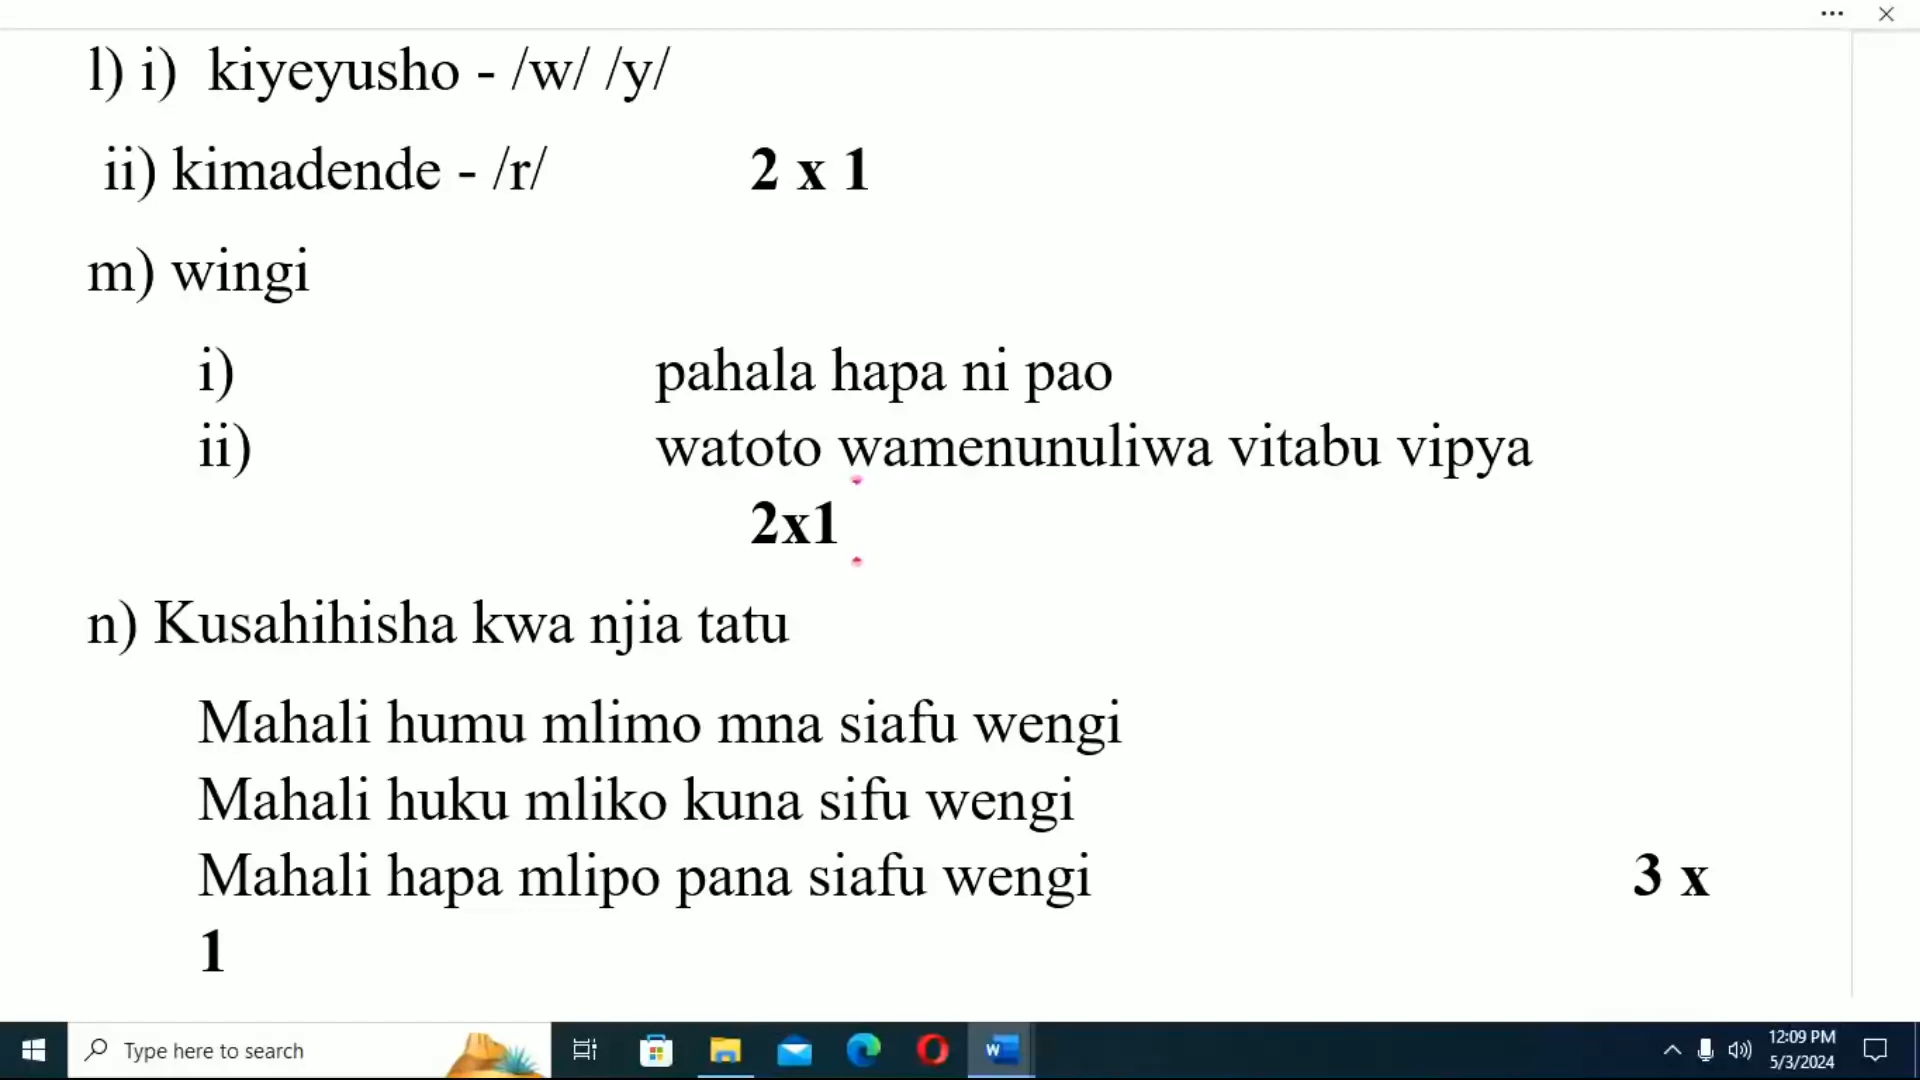 l) i) kiyeyusho - /w/ /y/
ii) kimadende - /r/ 2 x 1
m) wingi
i) pahala hapa ni pao
ii) watoto wamenunuliwa vitabu vipya
2x1
n) Kusahihisha kwa njia tatu
Mahali humu mlimo mna siafu wengi
Mahali huku mliko kuna sifu wengi
Mahali hapa mlipo pana siafu wengi 3 x
1
Type here to search
12:09 PM
5/3/2024